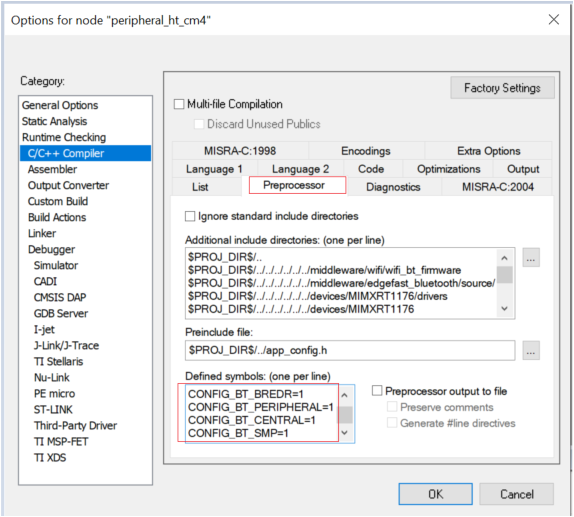 Options for node "peripheral_ht_cm4"
Category:
General Options
Static Analysis
Runtime Checking
C/C++ Compiler
Assembler
Output Converter
Custom Build
Build Actions
Linker
Debugger
Simulator
CADI
CMSIS DAP
GDB Server
I-jet
J-Link/J-Trace
TI Stellaris
Nu-Link
PE micro
ST-LINK
Third-Party Driver
TI MSP-FET
TI XDS
Factory Settings
Multi-file Compilation
Discard Unused Publics
MISRA-C:1998 Encodings Extra Options
Language 1 Language 2 Code Optimizations Output
List Preprocessor Diagnostics MISRA-C:2004
Ignore standard include directories
Additional include directories: (one per line)
$PROJ_DIR$/..
$PROJ_DIR$/../../../../../../middleware/wifi/wifi_bt_firmware
$PROJ_DIR$/../../../../../../middleware/edgefast_bluetooth/source/
$PROJ_DIR$/../../../../../../devices/MIMXRT1176/drivers
$PROJ_DIR$/../../../../../../devices/MIMXRT1176
...
Preinclude file:
$PROJ_DIR$/../app_config.h
...
Defined symbols: (one per line)
CONFIG_BT_BREDR=1
CONFIG_BT_PERIPHERAL=1
CONFIG_BT_CENTRAL=1
CONFIG_BT_SMP=1
Preprocessor output to file
Preserve comments
Generate #line directives
OK Cancel